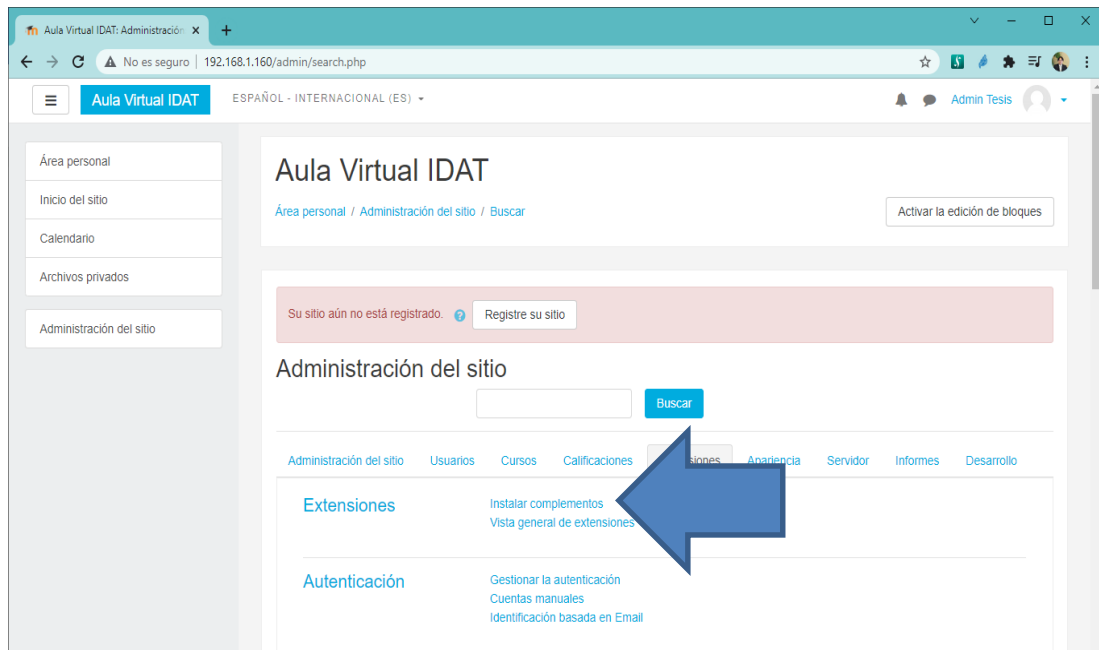 Aula Virtual IDAT: Administración
No es seguro | 192.168.1.160/admin/search.php
Aula Virtual IDAT ESPAÑOL - INTERNACIONAL (ES) Admin Tesis
Área personal
Inicio del sitio
Calendario
Archivos privados
Administración del sitio
Aula Virtual IDAT
Área personal / Administración del sitio / Buscar
Activar la edición de bloques
Su sitio aún no está registrado. Registre su sitio
Administración del sitio
Buscar
Administración del sitio Usuarios Cursos Calificaciones siones Apariencia Servidor Informes Desarrollo
Extensiones Instalar complementos
Vista general de extensiones
Autenticación Gestionar la autenticación
Cuentas manuales
Identificación basada en Email